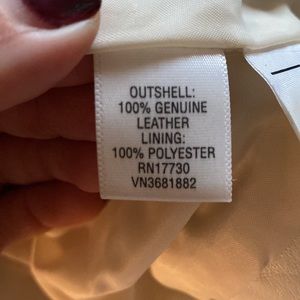 OUTSHELL:
100% GENUINE
LEATHER
LINING:
100% POLYESTER
RN17730
VN3681882